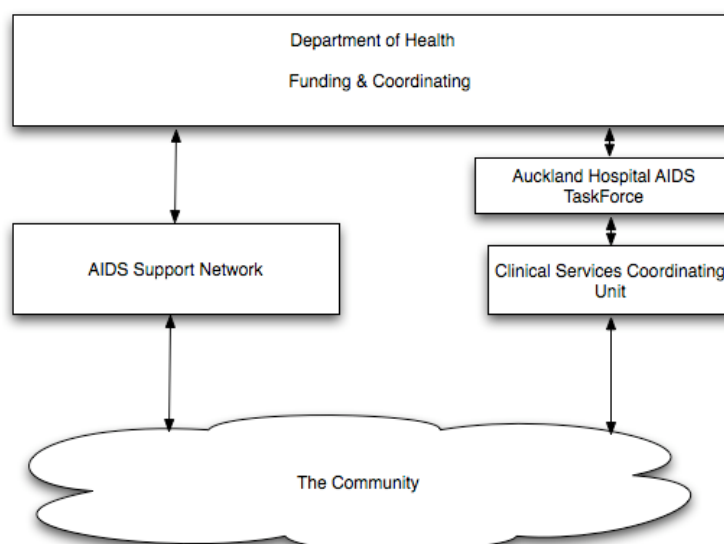 Department of Health
Funding & Coordinating
Auckland Hospital AIDS
TaskForce
AIDS Support Network
Clinical Services Coordinating
Unit
The Community